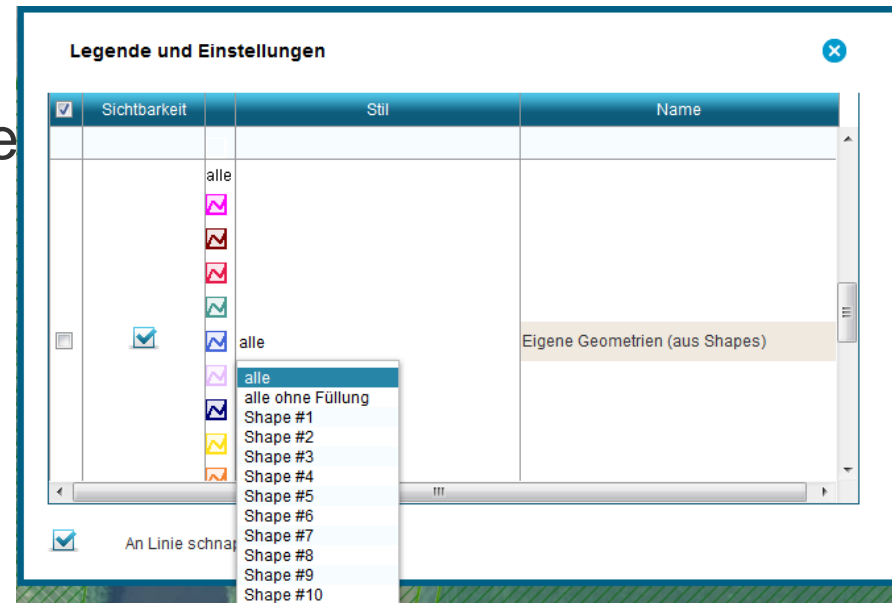 Legende und Einstellungen
Sichtbarkeit Stil Name
e
alle
alle Eigene Geometrien (aus Shapes)
alle
alle ohne Füllung
Shape #1
Shape #2
Shape #3
Shape #4
Shape #5
Shape #6
Shape #7
Shape #8
Shape #9
Shape #10
An Linie schnap